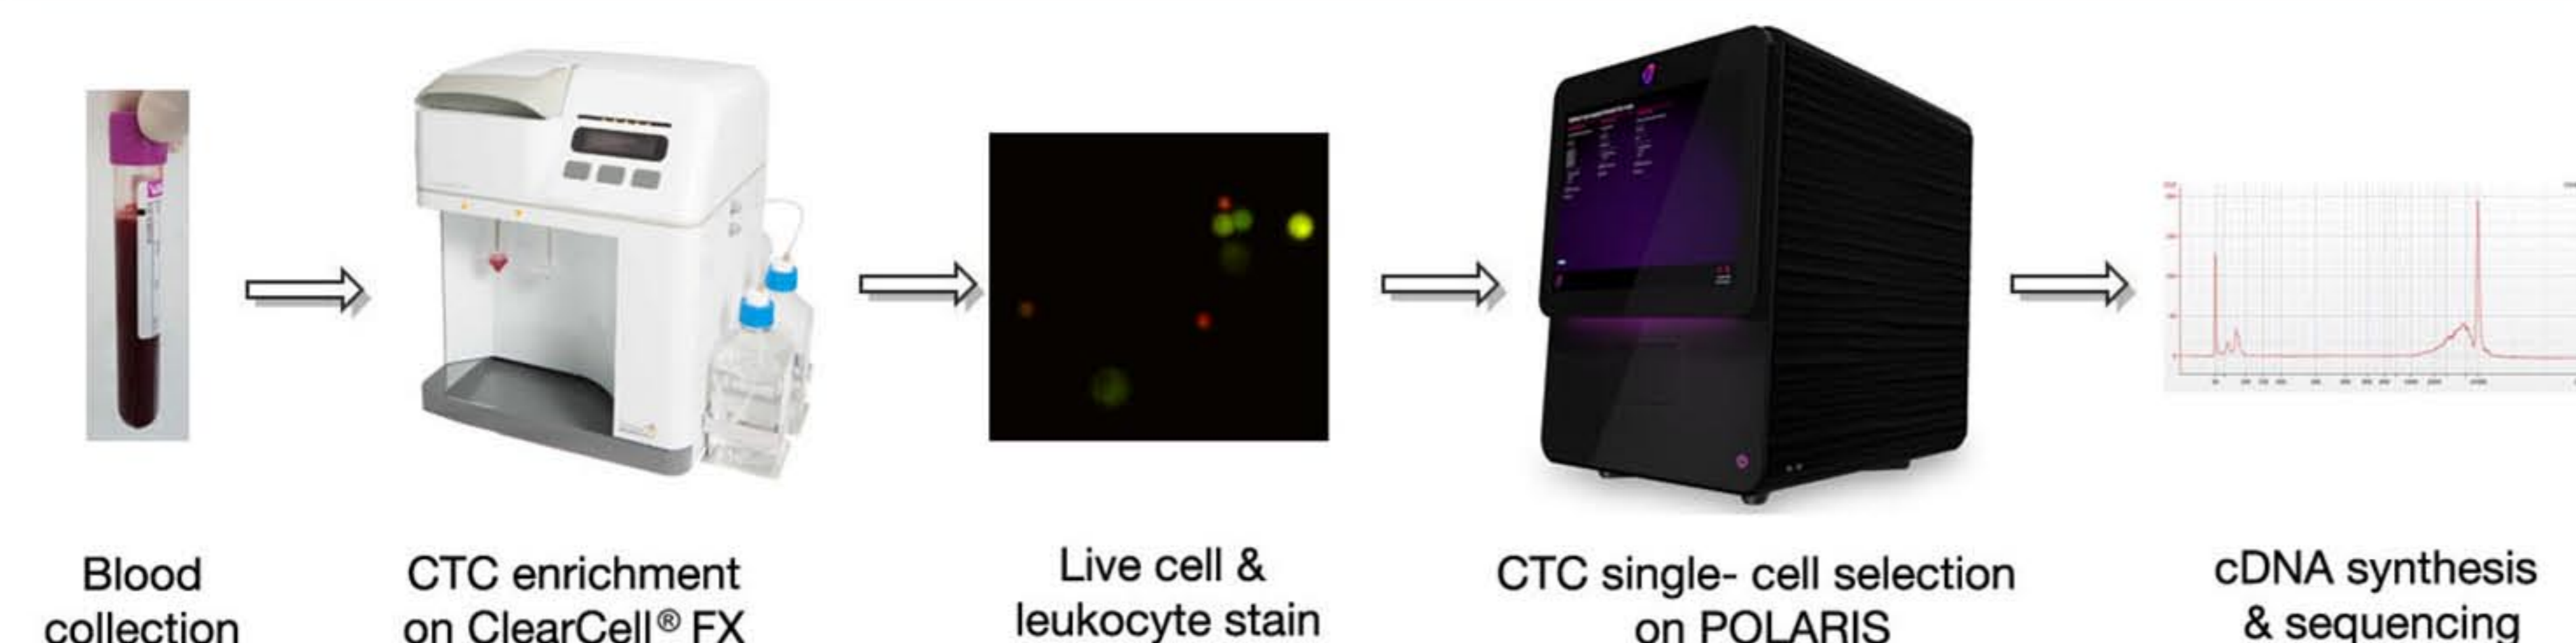 Blood
collection
CTC enrichment
on ClearCell® FX
Live cell &
leukocyte stain
CTC single- cell selection
on POLARIS
cDNA synthesis
& sequencing